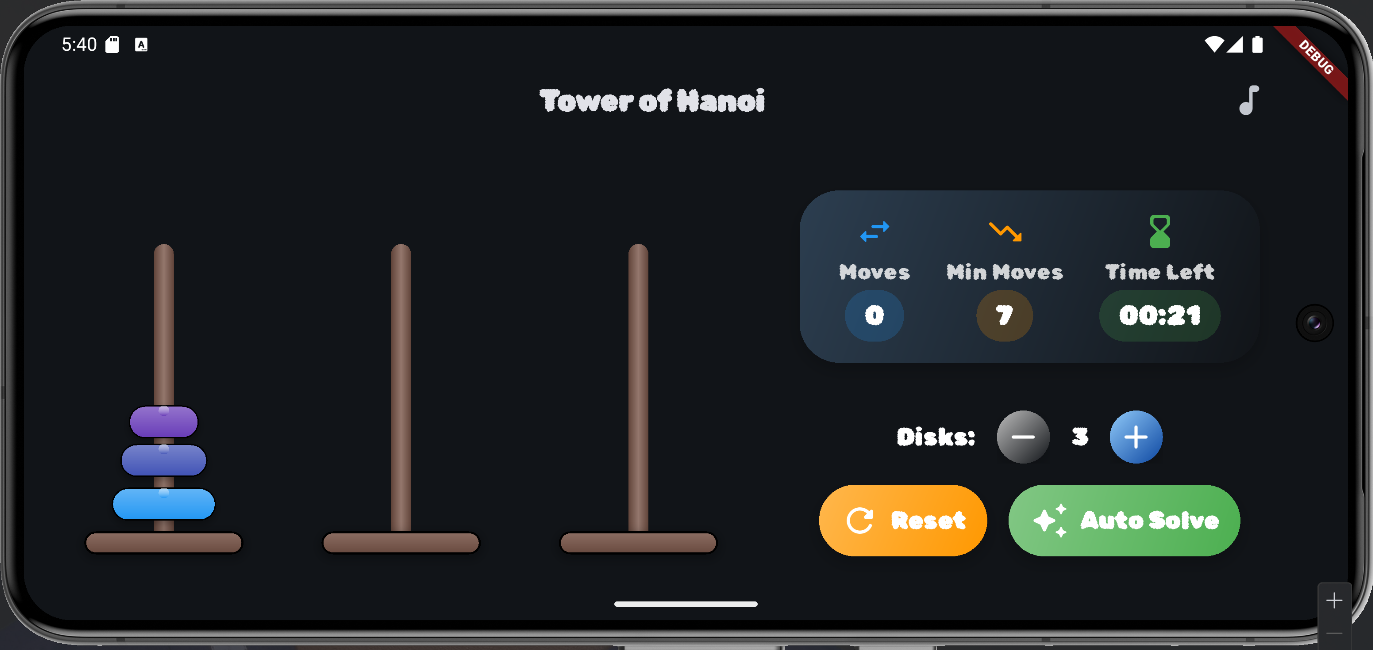 5:40
A
DEBUG
Tower of Hanoi
Moves
Min Moves
Time Left
0
7
00:21
Disks:
3
Reset
Auto Solve